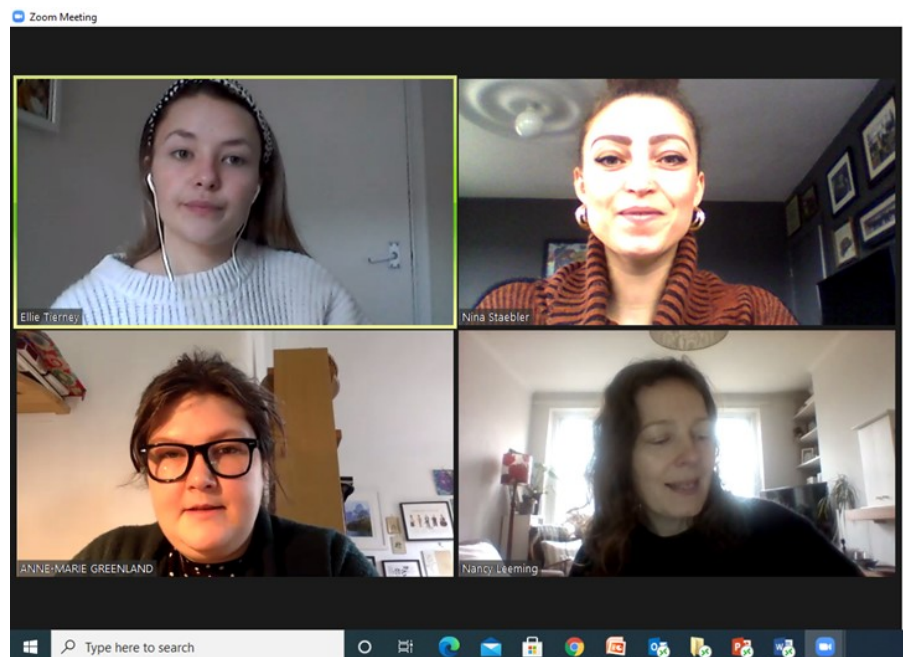 Zoom Meeting
Ellie Tierney
Nina Staebler
ANNE-MARIE GREENLAND
Nancy Leeming
Type here to search